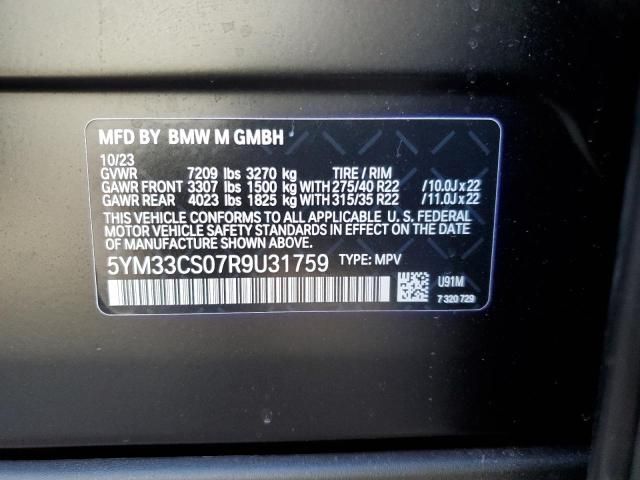 MFD BY BMW M GMBH
10/23
GVWR 7209 lbs 3270 kg TIRE / RIM
GAWR FRONT 3307 lbs 1500 kg WITH 275/40 R22 /10.0J x 22
GAWR REAR 4023 lbs 1825 kg WITH 315/35 R22 /11.0J x 22
THIS VEHICLE CONFORMS TO ALL APPLICABLE U. S. FEDERAL
MOTOR VEHICLE SAFETY STANDARDS IN EFFECT ON THE
DATE OF MANUFACTURE SHOWN ABOVE.
5YM33CS07R9U31759 TYPE: MPV
U91M
7 320 729